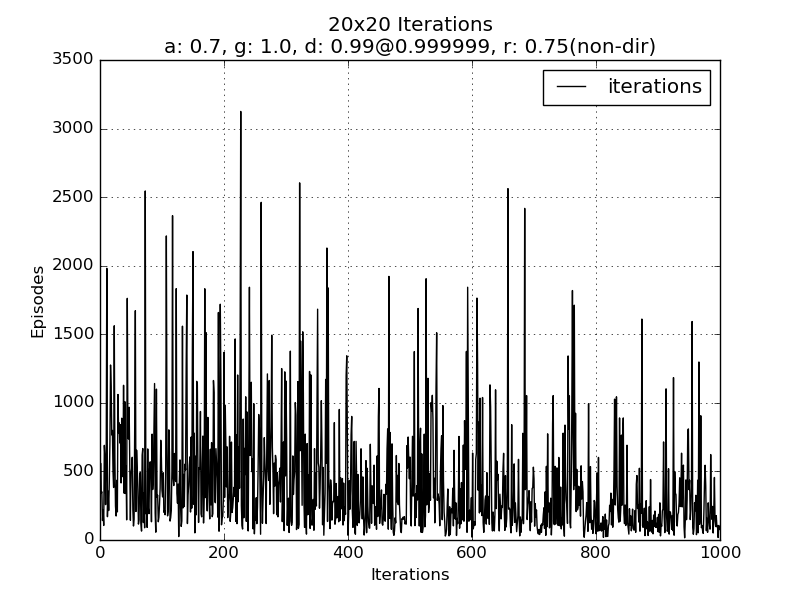 20x20 Iterations
a: 0.7, g: 1.0, d: 0.99@0.999999, r: 0.75(non-dir)
3500
iterations
3000
2500
2000
Episodes
1500
1000
500
0
0 200 400 600 800 1000
Iterations